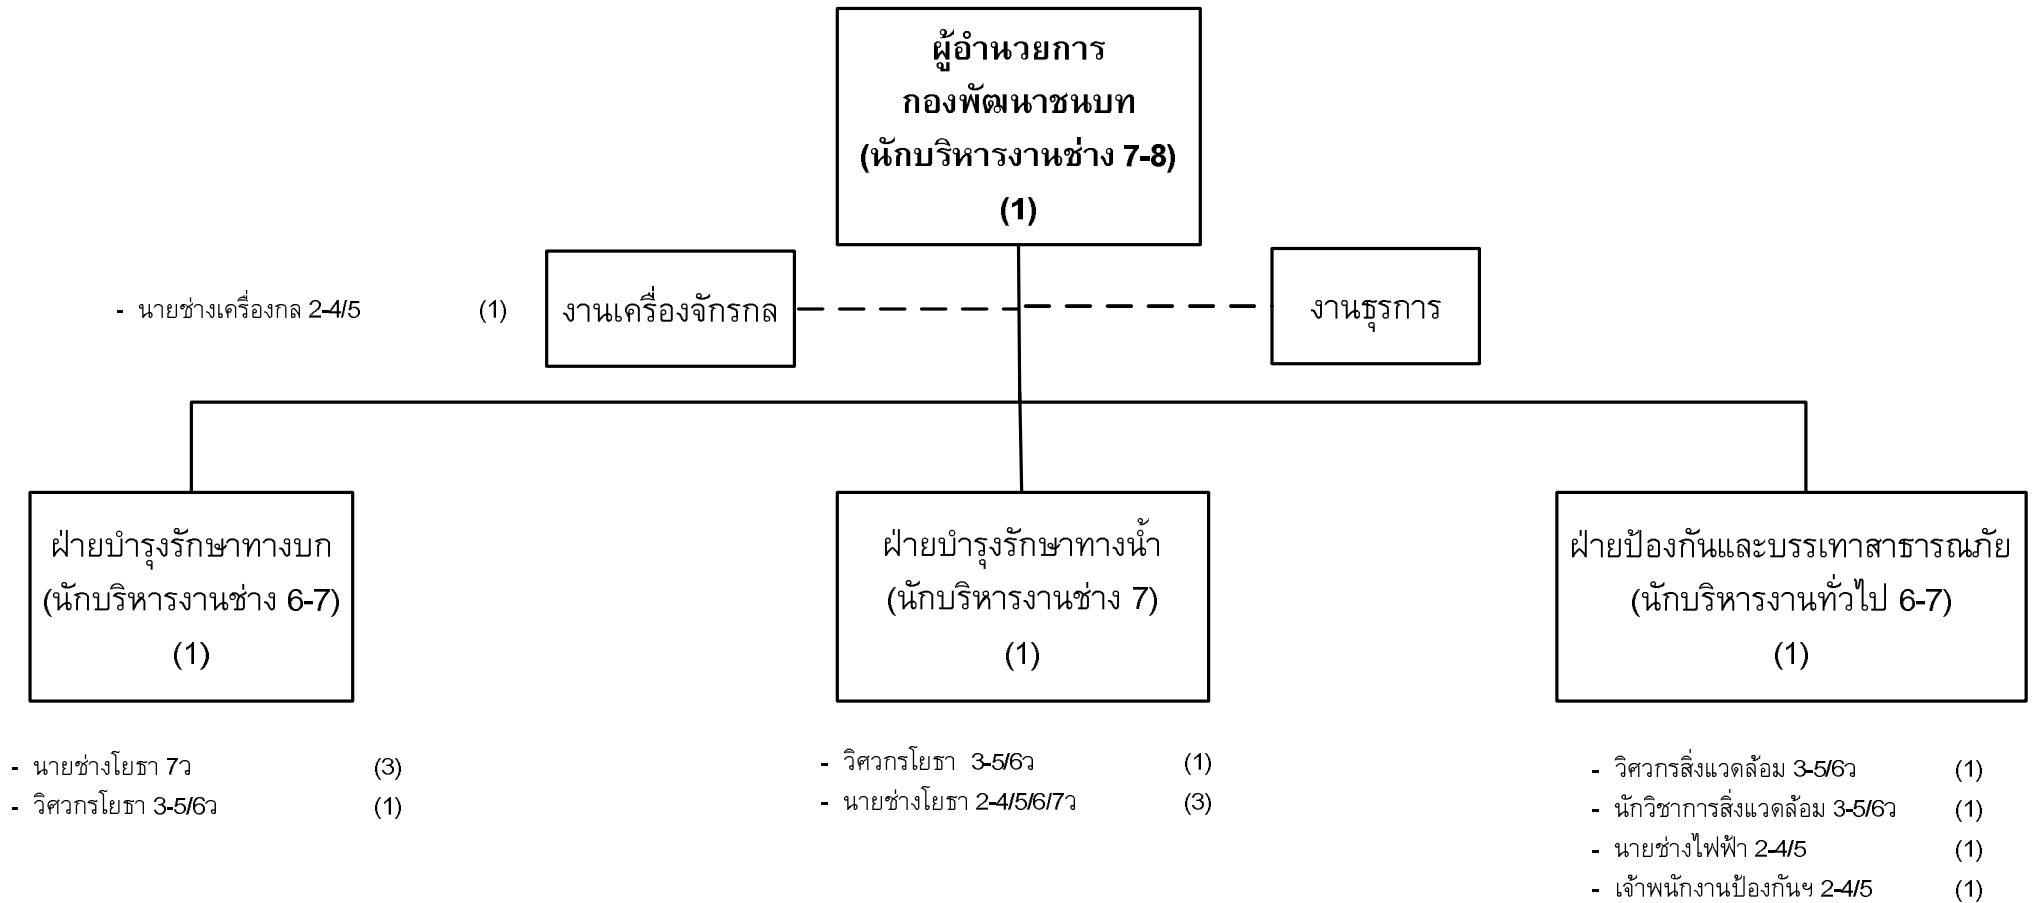 ผู้อำนวยการ
กองพัฒนาชนบท
(นักบริหารงานช่าง 7-8)
(1)
- นายช่างเครื่องกล 2-4/5 (1)
งานเครื่องจักรกล
งานธุรการ
ฝ่ายบำรุงรักษาทางบก
(นักบริหารงานช่าง 6-7)
(1)
- นายช่างโยธา 7ว (3)
- วิศวกรโยธา 3-5/6ว (1)
ฝ่ายบำรุงรักษาทางน้ำ
(นักบริหารงานช่าง 7)
(1)
- วิศวกรโยธา 3-5/6ว (1)
- นายช่างโยธา 2-4/5/6/7ว (3)
ฝ่ายป้องกันและบรรเทาสาธารณภัย
(นักบริหารงานทั่วไป 6-7)
(1)
- วิศวกรสิ่งแวดล้อม 3-5/6ว (1)
- นักวิชาการสิ่งแวดล้อม 3-5/6ว (1)
- นายช่างไฟฟ้า 2-4/5 (1)
- เจ้าพนักงานป้องกันฯ 2-4/5 (1)